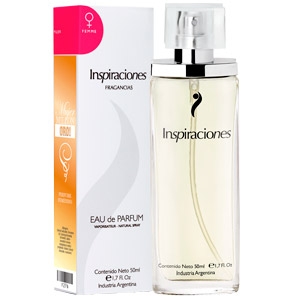 FEMME
Inspiraciones
FRAGANCIAS
EAU de PARFUM
VAPORISATEUR - NATURAL SPRAY
Contenido Neto 50ml
e 1,7 Fl. Oz
Industria Argentina
Inspiraciones
Contenido Neto 50ml
e 1,7 Fl. Oz
Industria Argentina